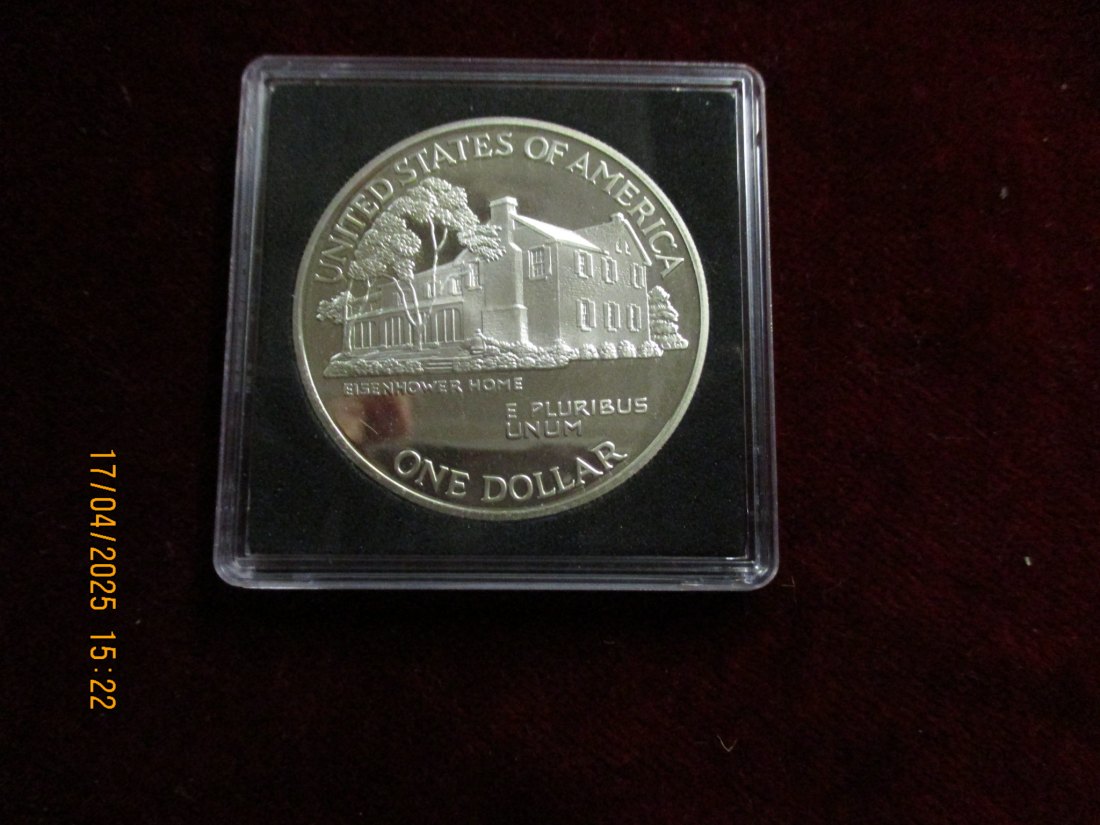 UNITED STATES OF AMERICA
EISENHOWER HOME
E PLURIBUS
UNUM
ONE DOLLAR
17/04/2025 15:22